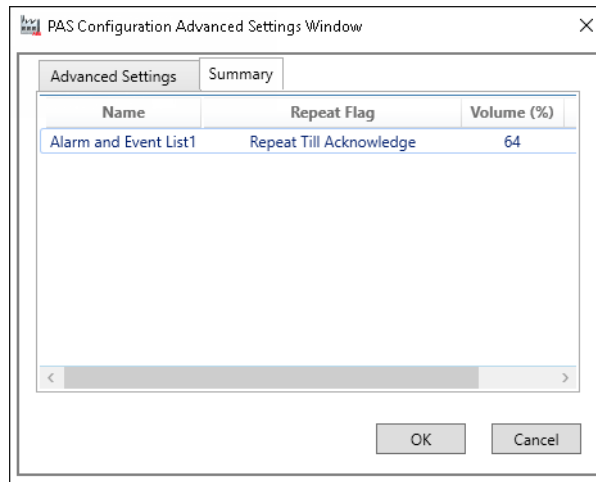 PAS Configuration Advanced Settings Window
Advanced Settings Summary
Name Repeat Flag Volume (%)
Alarm and Event List1 Repeat Till Acknowledge 64
OK Cancel